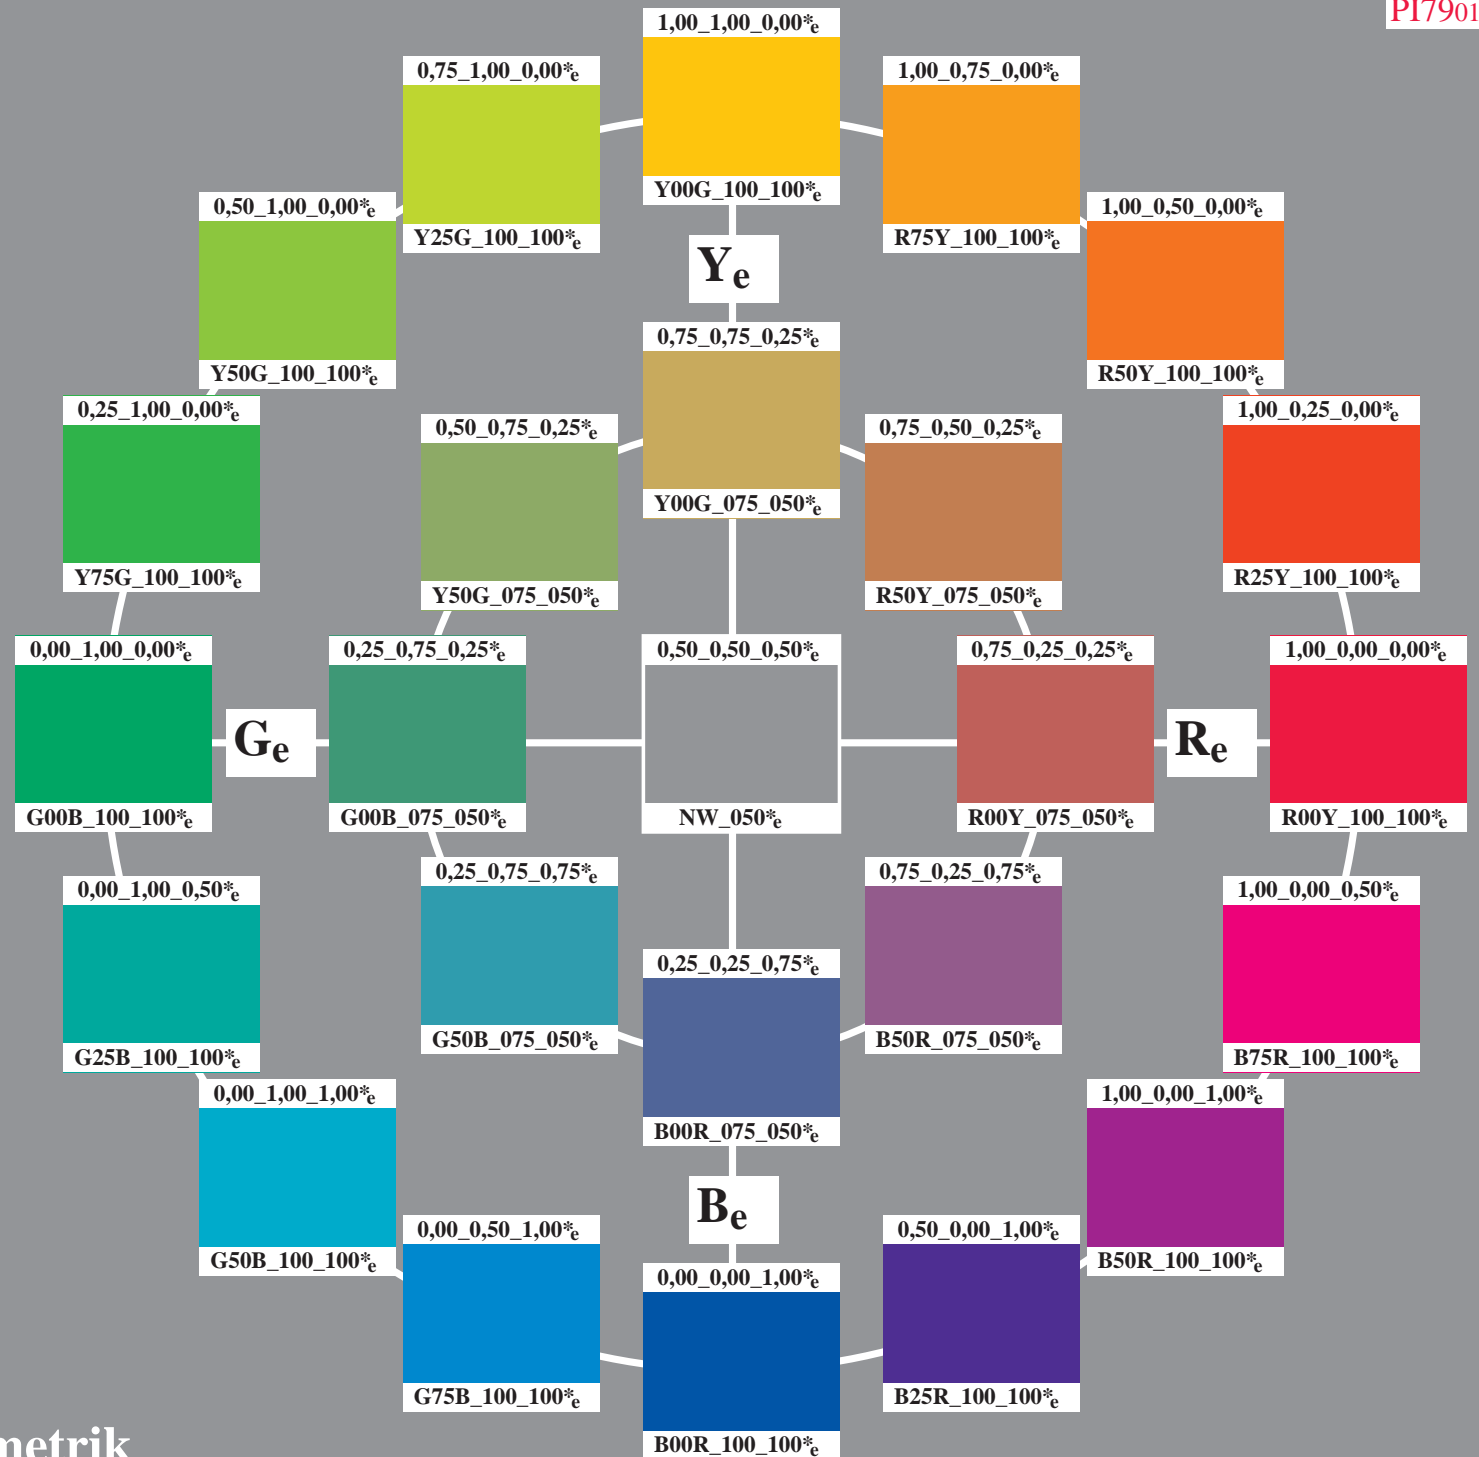 PI7901
1,00_1,00_0,00*e
0,75_1,00_0,00*e
1,00_0,75_0,00*e
Y00G_100_100*e
0,50_1,00_0,00*e
1,00_0,50_0,00*e
Y25G_100_100*e
R75Y_100_100*e
Ye
0,75_0,75_0,25*e
Y50G_100_100*e
R50Y_100_100*e
0,25_1,00_0,00*e
1,00_0,25_0,00*e
0,50_0,75_0,25*e
0,75_0,50_0,25*e
Y00G_075_050*e
Y75G_100_100*e
R25Y_100_100*e
Y50G_075_050*e
R50Y_075_050*e
0,00_1,00_0,00*e
0,25_0,75_0,25*e
0,50_0,50_0,50*e
0,75_0,25_0,25*e
1,00_0,00_0,00*e
Ge
Re
G00B_100_100*e
G00B_075_050*e
NW_050*e
R00Y_075_050*e
R00Y_100_100*e
0,25_0,75_0,75*e
0,75_0,25_0,75*e
0,00_1,00_0,50*e
1,00_0,00_0,50*e
0,25_0,25_0,75*e
G50B_075_050*e
B50R_075_050*e
G25B_100_100*e
B75R_100_100*e
0,00_1,00_1,00*e
1,00_0,00_1,00*e
B00R_075_050*e
Be
0,00_0,50_1,00*e
0,50_0,00_1,00*e
G50B_100_100*e
B50R_100_100*e
0,00_0,00_1,00*e
G75B_100_100*e
B25R_100_100*e
metrik
B00R_100_100*e